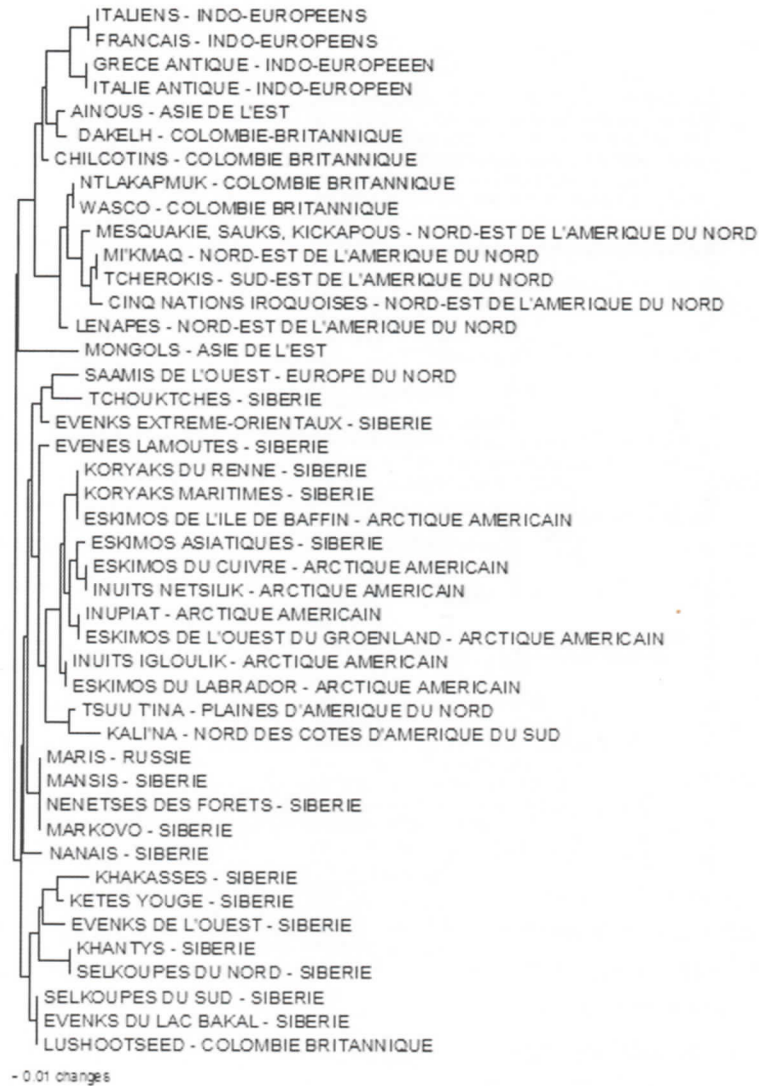 ITALIENS - INDO-EUROPEENS
FRANCAIS - INDO-EUROPEENS
GRECE ANTIQUE - INDO-EUROPEEEN
ITALIE ANTIQUE - INDO-EUROPEEN
AINOUS - ASIE DE L'EST
DAKELH - COLOMBIE-BRITANNIQUE
CHILCOTINS - COLOMBIE BRITANNIQUE
NTLAKAPMUK - COLOMBIE BRITANNIQUE
WASCO - COLOMBIE BRITANNIQUE
MESQUAKIE, SAUKS, KICKAPOUS - NORD-EST DE L'AMERIQUE DU NORD
MI'KMAQ - NORD-EST DE L'AMERIQUE DU NORD
TCHEROKIS - SUD-EST DE L'AMERIQUE DU NORD
CINQ NATIONS IROQUOISES - NORD-EST DE L'AMERIQUE DU NORD
LENAPES - NORD-EST DE L'AMERIQUE DU NORD
MONGOLS - ASIE DE L'EST
SAAMIS DE L'OUEST - EUROPE DU NORD
TCHOUKTCHES - SIBERIE
EVENKS EXTREME-ORIENTAUX - SIBERIE
EVENES LAMOUTES - SIBERIE
KORYAKS DU RENNE - SIBERIE
KORYAKS MARITIMES - SIBERIE
ESKIMOS DE L'ILE DE BAFFIN - ARCTIQUE AMERICAIN
ESKIMOS ASIATIQUES - SIBERIE
ESKIMOS DU CUIVRE - ARCTIQUE AMERICAIN
INUITS NETSILIK - ARCTIQUE AMERICAIN
INUPIAT - ARCTIQUE AMERICAIN
ESKIMOS DE L'OUEST DU GROENLAND - ARCTIQUE AMERICAIN
INUITS IGLOULIK - ARCTIQUE AMERICAIN
ESKIMOS DU LABRADOR - ARCTIQUE AMERICAIN
TSUU T'INA - PLAINES D'AMERIQUE DU NORD
KALI'NA - NORD DES COTES D'AMERIQUE DU SUD
MARIS - RUSSIE
MANSIS - SIBERIE
NENETSES DES FORETS - SIBERIE
MARKOVO - SIBERIE
NANAIS - SIBERIE
KHAKASSES - SIBERIE
KETES YOUGE - SIBERIE
EVENKS DE L'OUEST - SIBERIE
KHANTYS - SIBERIE
SELKOUPES DU NORD - SIBERIE
SELKOUPES DU SUD - SIBERIE
EVENKS DU LAC BAKAL - SIBERIE
LUSHOOTSEED - COLOMBIE BRITANNIQUE
- 0.01 changes